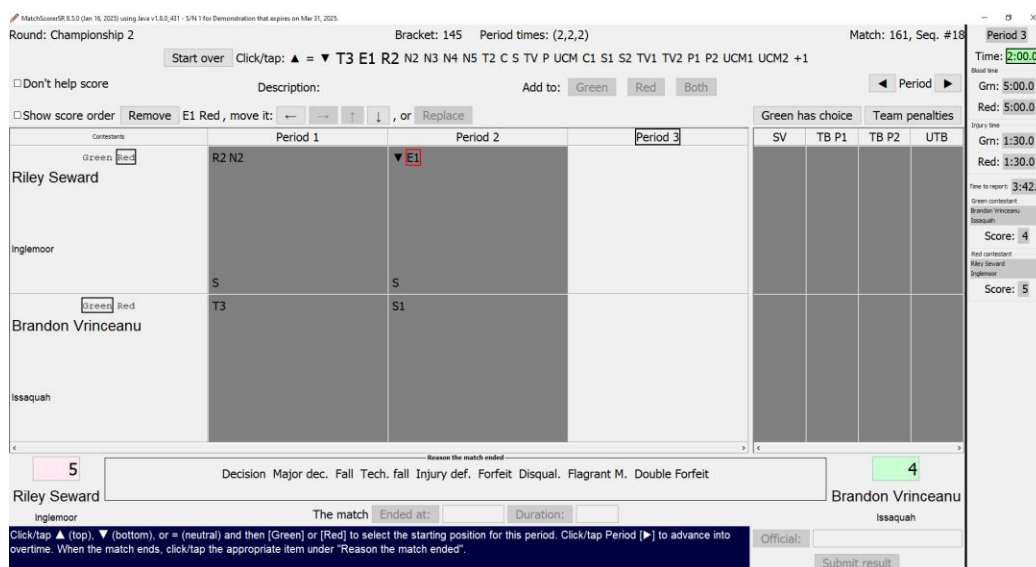 MatchScorerSR 8.5.0 (Jan 16, 2025) using Java v1.8.0_431 - S/N 1 for Demonstration that expires on Mar 31, 2025.
Round: Championship 2 Bracket: 145 Period times: (2,2,2) Match: 161, Seq. #18 Period 3
Start over Click/tap: ▲ = ▼ T3 E1 R2 N2 N3 N4 N5 T2 C S TV P UCM C1 S1 S2 TV1 TV2 P1 P2 UCM1 UCM2 +1 Time: 2:00.0
Blood time
Don't help score Description: Add to: Green Red Both ◄ Period ► Grn: 5:00.0
Red: 5:00.0
Show score order Remove E1 Red , move it: ← → ↑ ↓ , or Replace Green has choice Team penalties
Injury time
Contestants Period 1 Period 2 Period 3 SV TB P1 TB P2 UTB Grn: 1:30.0
Green Red R2 N2 ▼ E1 Red: 1:30.0
Riley Seward
Time to report: 3:42.
Green contestant
Brandon Vrinceanu
Issaquah
Score: 4
Inglemoor
Red contestant
Riley Seward
Inglemoor
S S Score: 5
Green Red T3 S1
Brandon Vrinceanu
Issaquah
Reason the match ended
5 Decision Major dec. Fall Tech. fall Injury def. Forfeit Disqual. Flagrant M. Double Forfeit 4
Riley Seward Brandon Vrinceanu
Inglemoor The match Ended at: Duration: Issaquah
Click/tap ▲ (top), ▼ (bottom), or = (neutral) and then [Green] or [Red] to select the starting position for this period. Click/tap Period [►] to advance into Official:
overtime. When the match ends, click/tap the appropriate item under "Reason the match ended".
Submit result